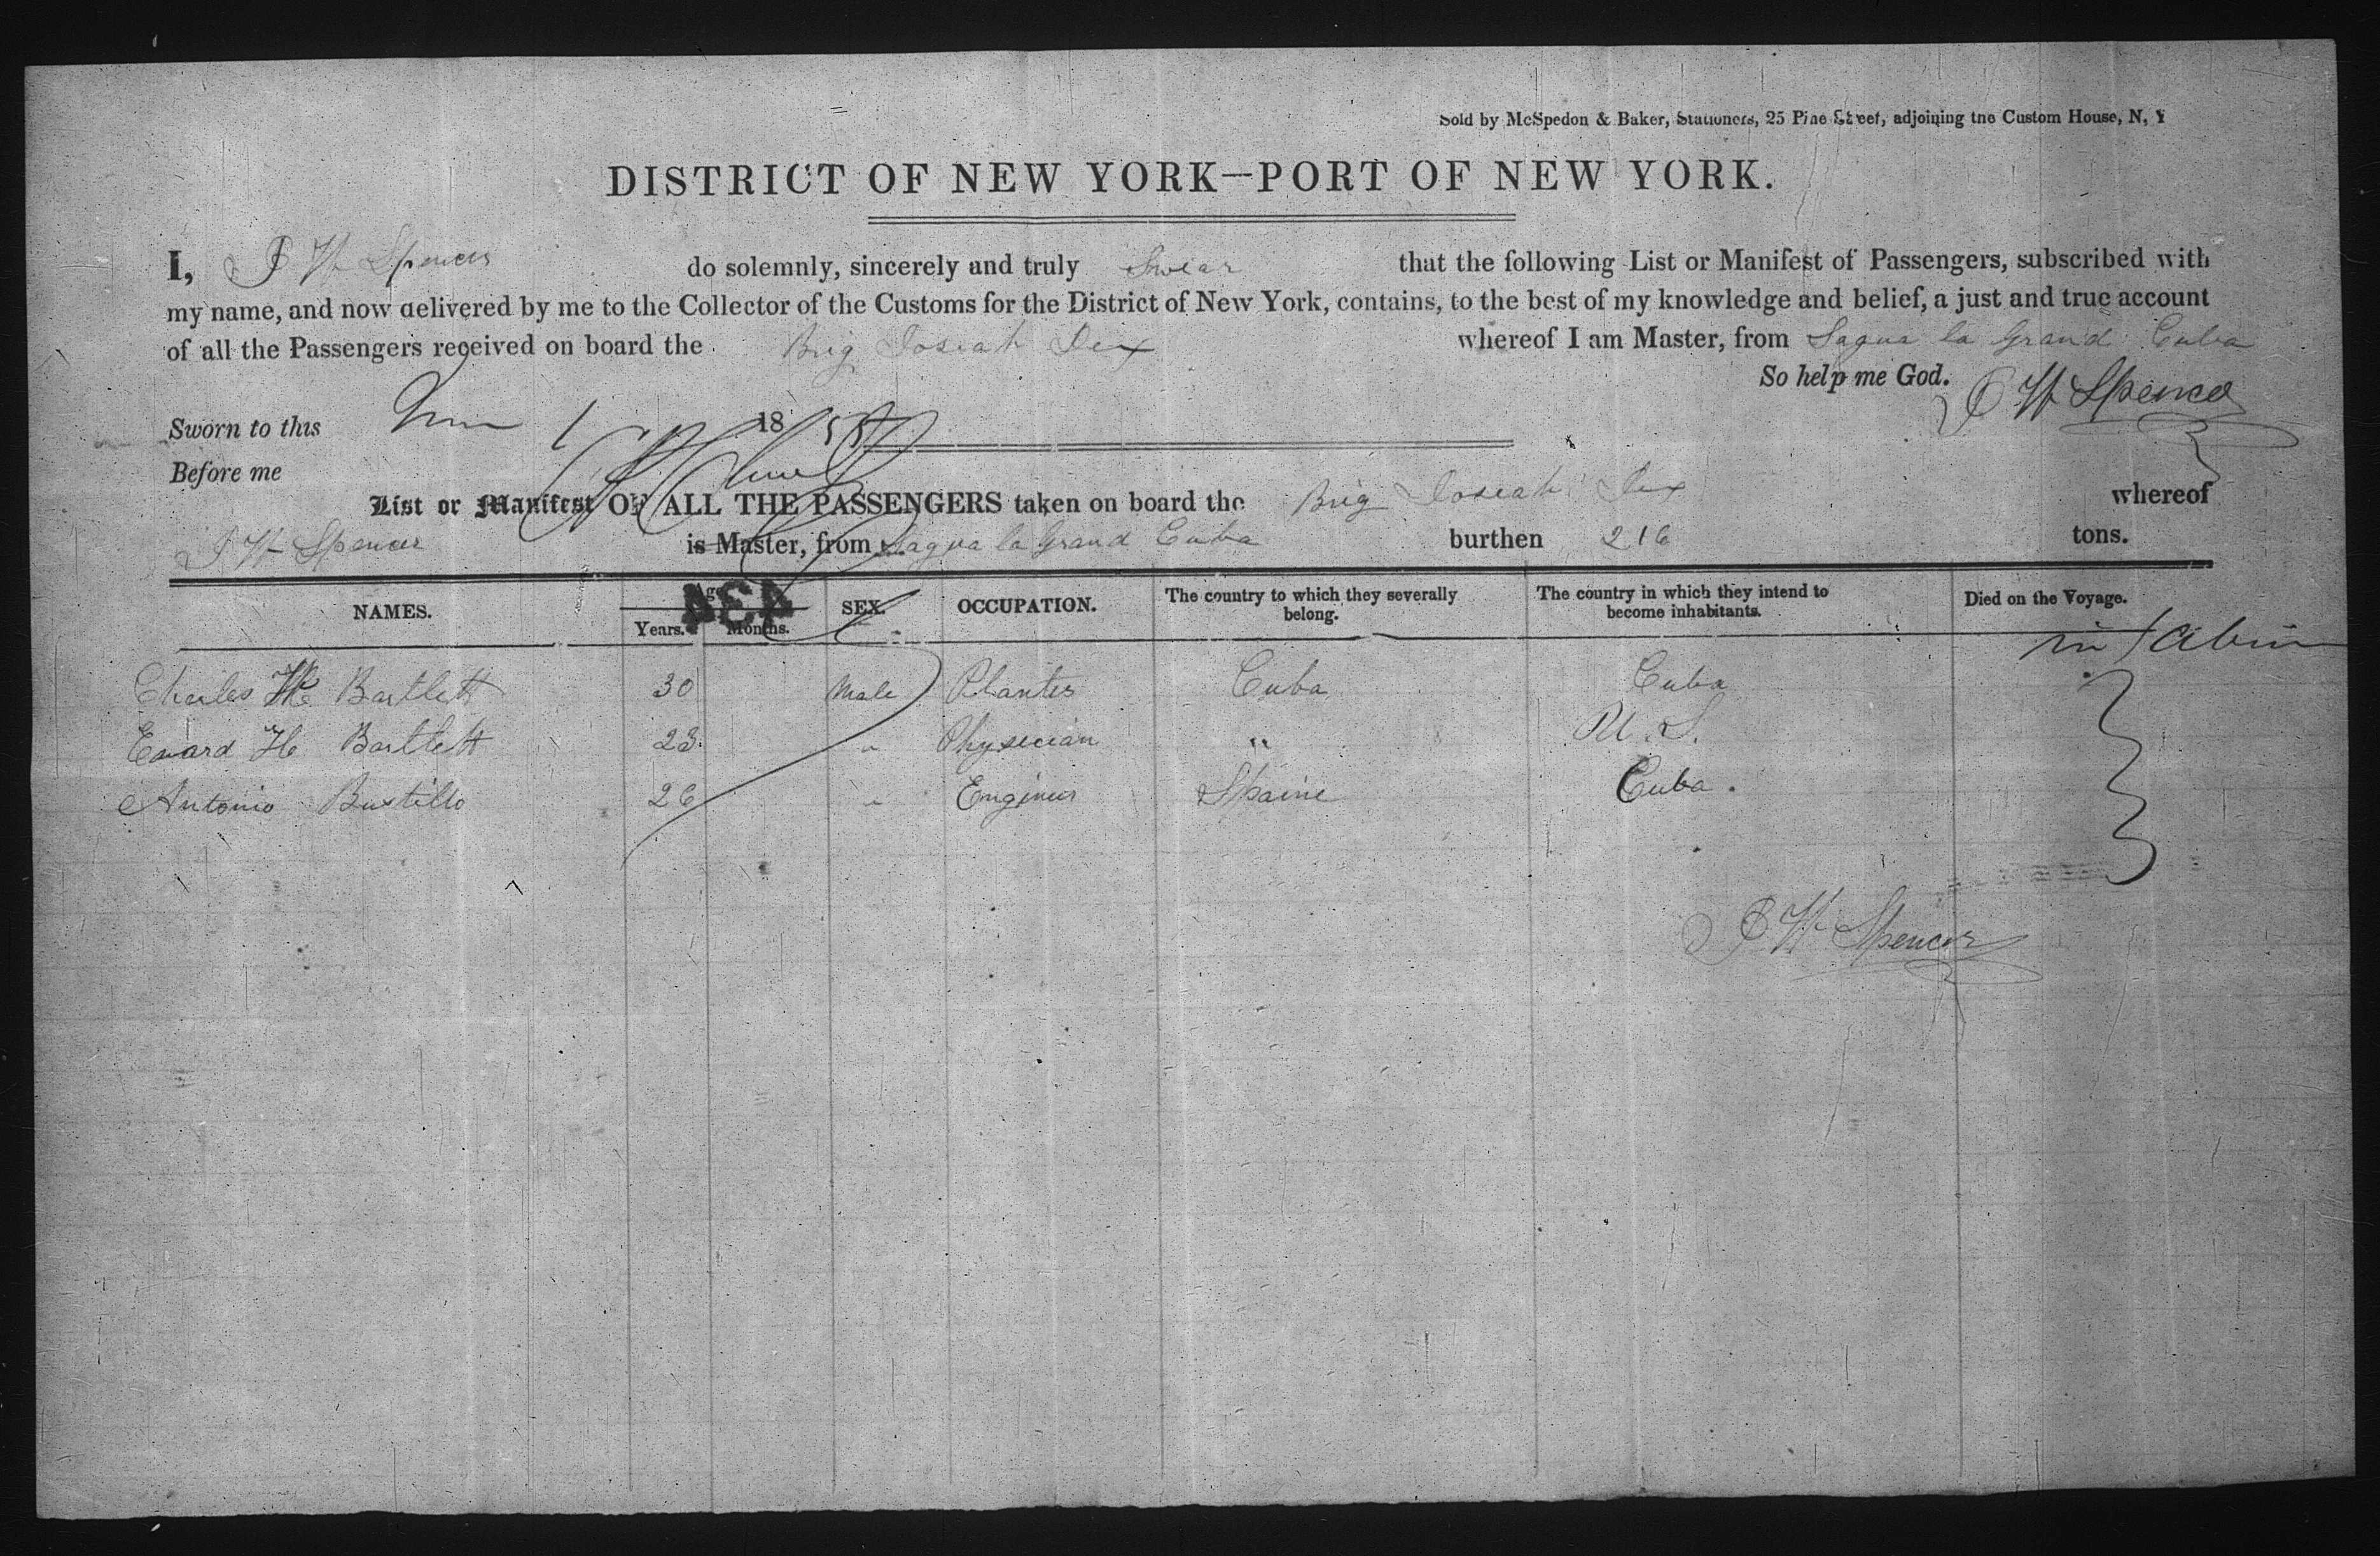 Sold by McSpedon & Baker, Stationers, 25 Pine Street, adjoining the Custom House, N, Y
DISTRICT OF NEW YORK—PORT OF NEW YORK.
I, J W Spencer do solemnly, sincerely and truly Swear that the following List or Manifest of Passengers, subscribed with
my name, and now delivered by me to the Collector of the Customs for the District of New York, contains, to the best of my knowledge and belief, a just and true account
of all the Passengers received on board the Brig Josiah Dex whereof I am Master, from Sagua la Grand Cuba
So help me God. J W Spencer
Sworn to this 1 18
Before me
List or Manifest OF ALL THE PASSENGERS taken on board the Brig Josiah Dex whereof
J W Spencer is Master, from Sagua la Grand Cuba burthen 216 tons.
NAMES. Age Years. Months. SEX. OCCUPATION. The country to which they severally belong. The country in which they intend to become inhabitants. Died on the Voyage.
434
in Cabin
Charles Bartlett 30 Male Planter Cuba Cuba
Edward H Bartlett 23 " Physician " U.S.
Antonio Bustillo 26 " Engineer Spaine Cuba.
J W Spencer